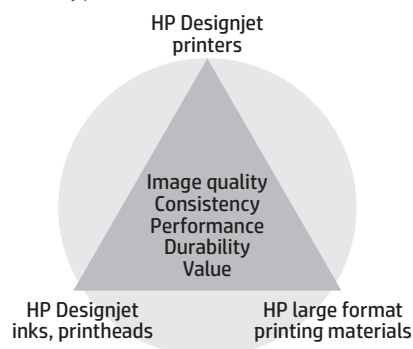 HP Designjet
printers
Image quality
Consistency
Performance
Durability
Value
HP Designjet
inks, printheads
HP large format
printing materials